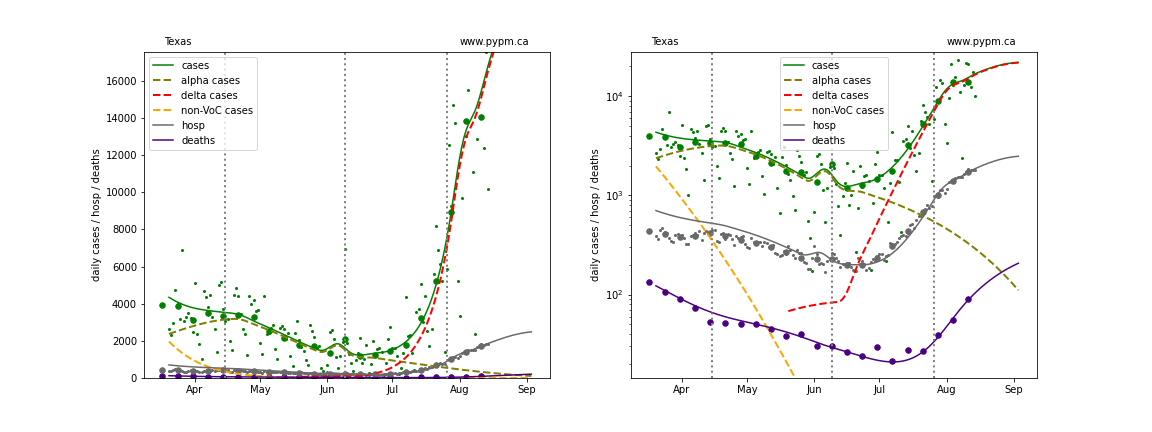 Texas
www.pypm.ca
cases
alpha cases
delta cases
non-VoC cases
hosp
deaths
daily cases / hosp / deaths
16000
14000
12000
10000
8000
6000
4000
2000
0
Apr May Jun Jul Aug Sep
Texas
www.pypm.ca
cases
alpha cases
delta cases
non-VoC cases
hosp
deaths
daily cases / hosp / deaths
10⁴
10³
10²
Apr May Jun Jul Aug Sep